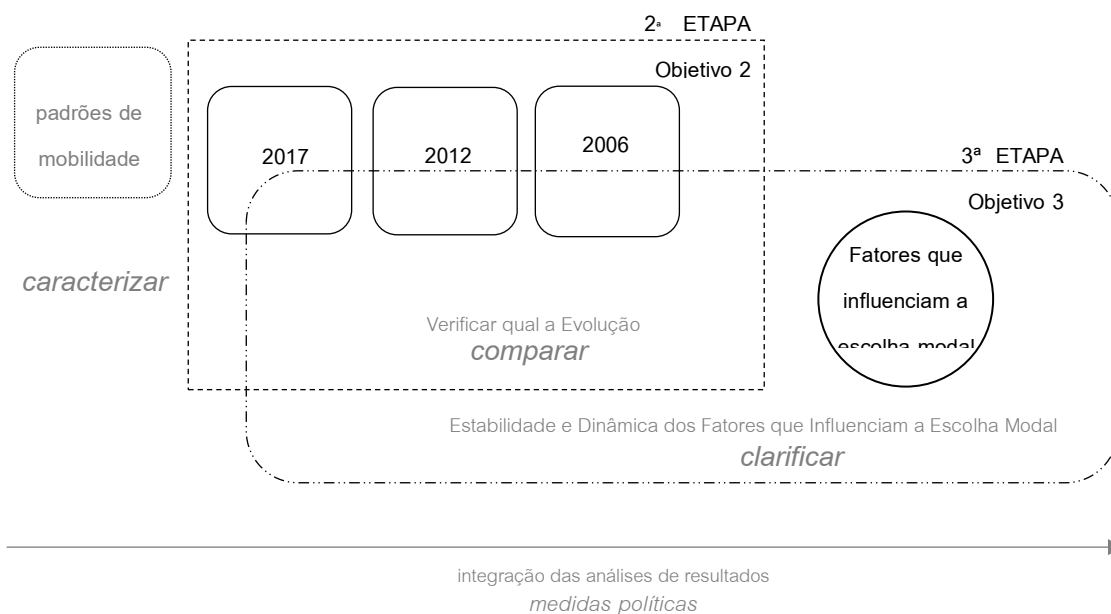 2ª ETAPA
Objetivo 2
padrões de
mobilidade
2017
2012
2006
3ª ETAPA
Objetivo 3
Fatores que
influenciam a
escolha modal
caracterizar
Verificar qual a Evolução
comparar
Estabilidade e Dinâmica dos Fatores que Influenciam a Escolha Modal
clarificar
integração das análises de resultados
medidas políticas